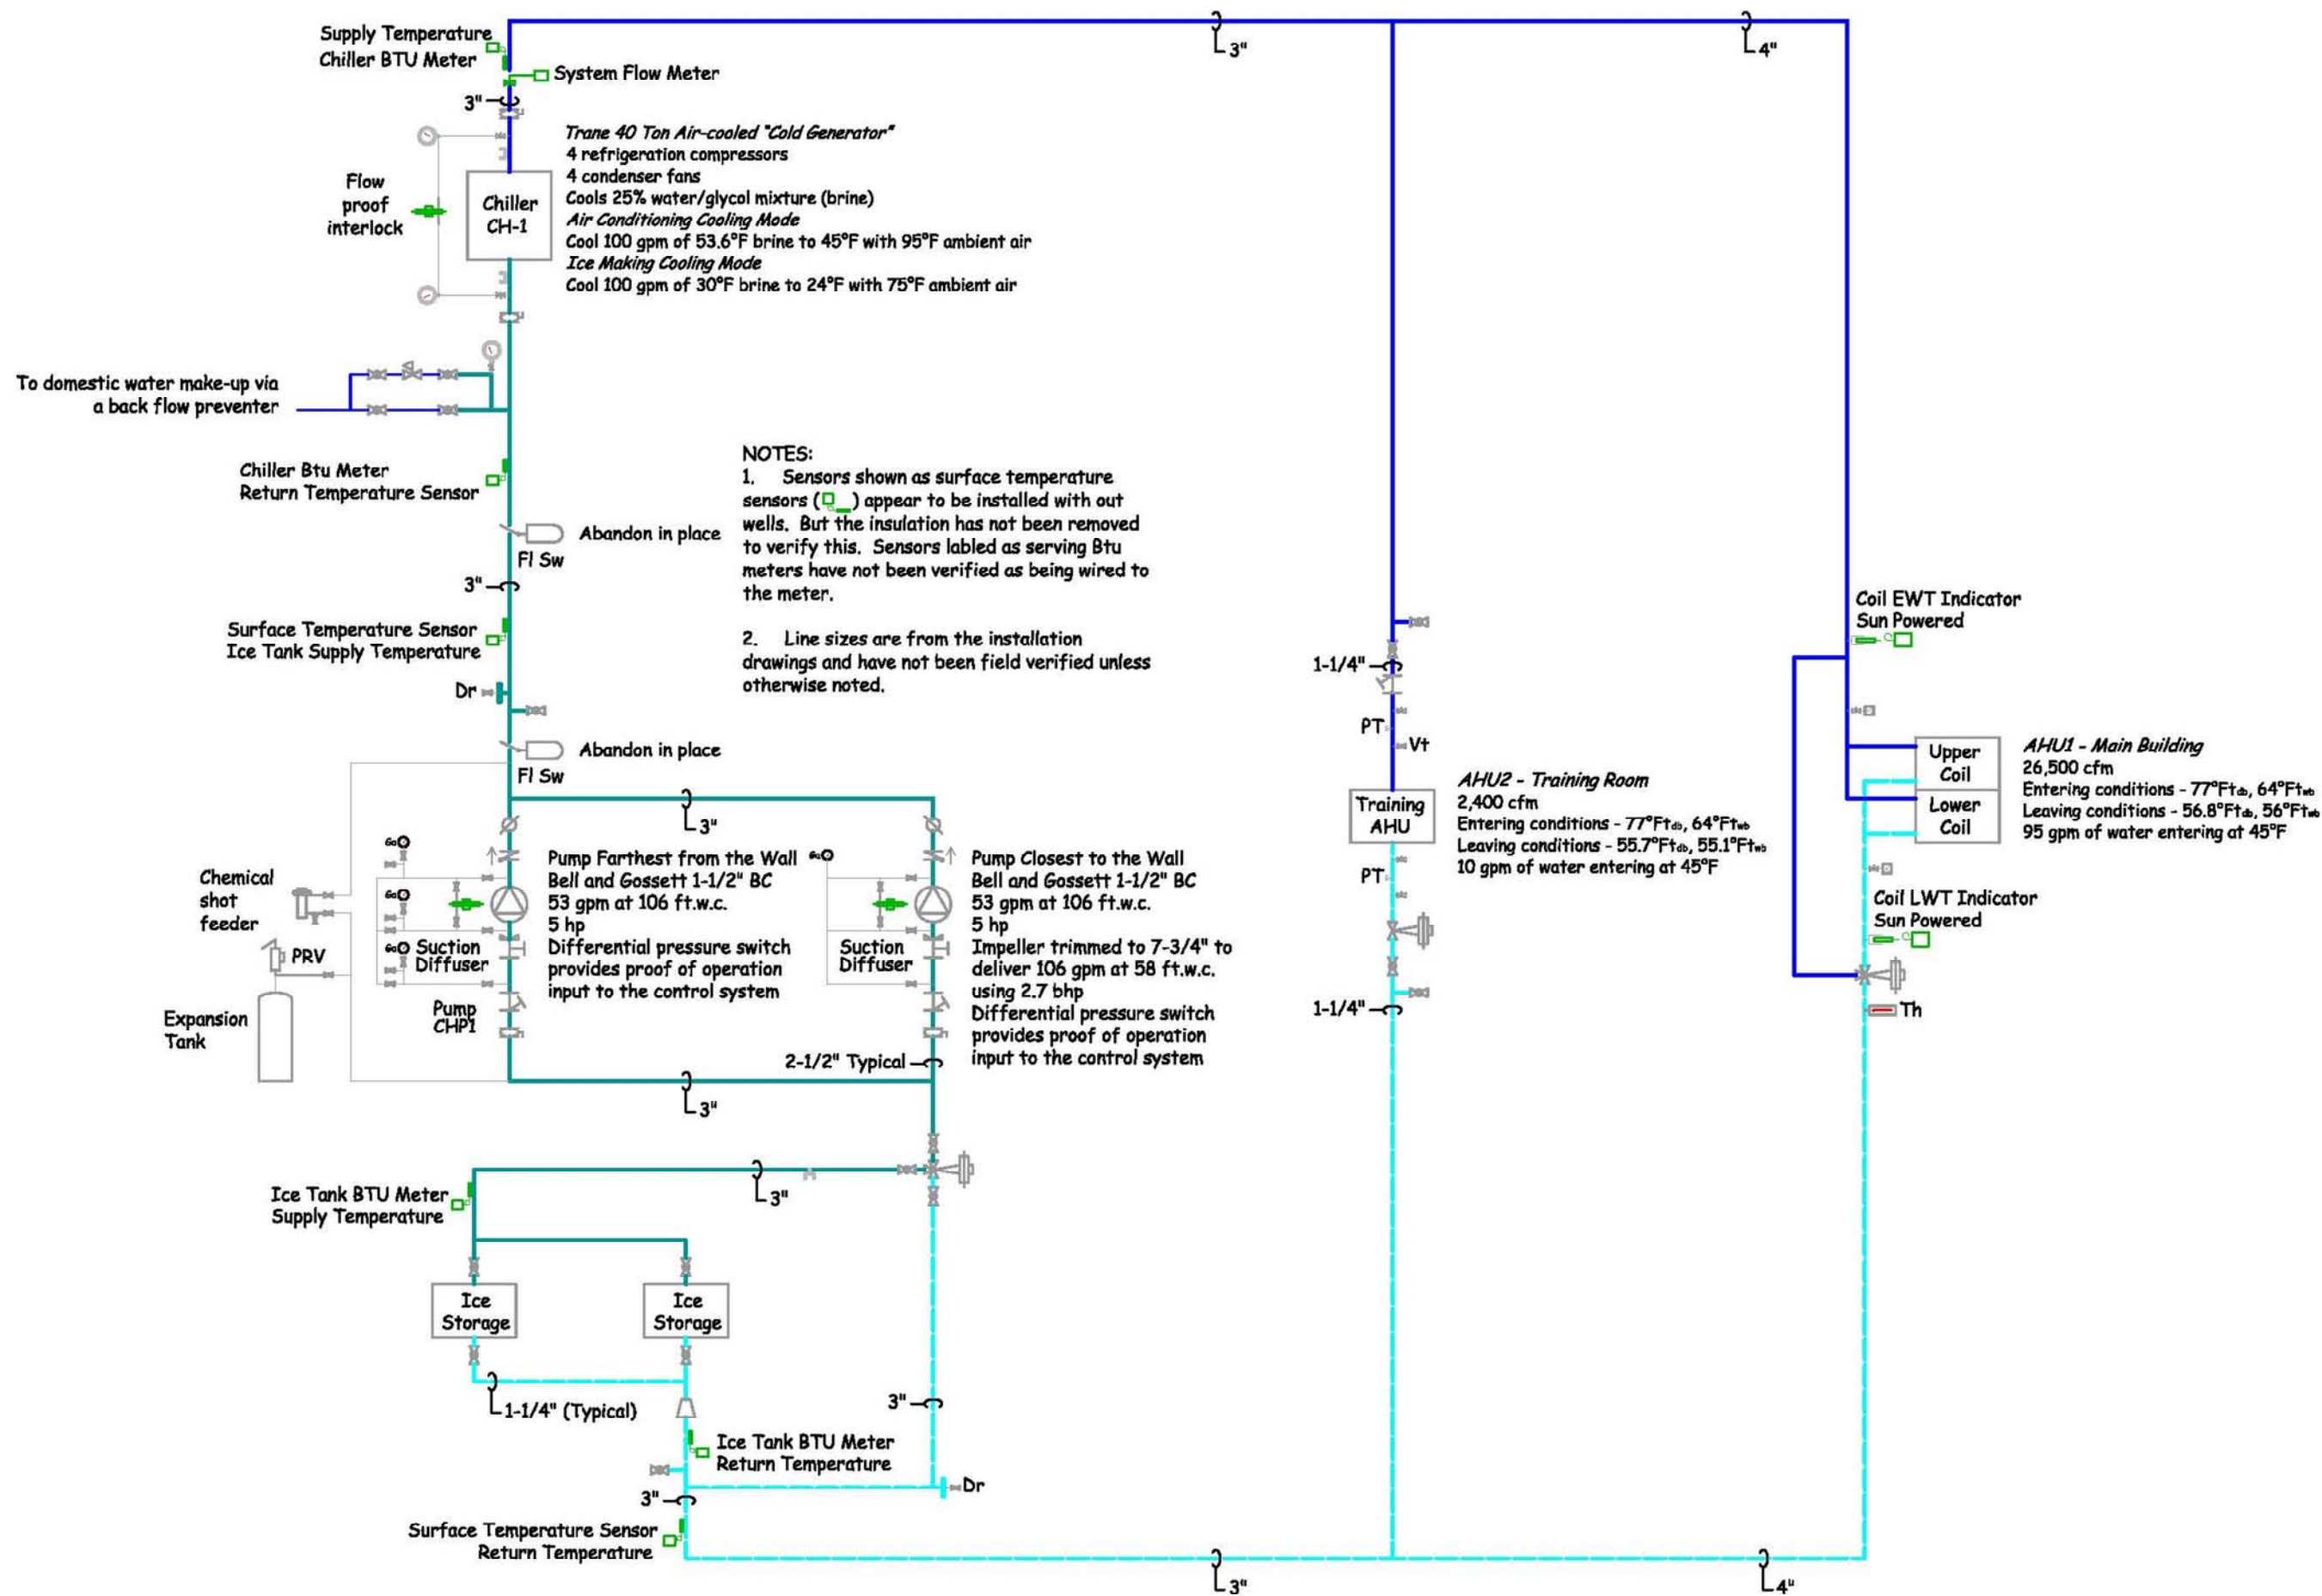 Supply Temperature
Chiller BTU Meter
System Flow Meter
3"
3"
4"
Flow
proof
interlock
Chiller
CH-1
Trane 40 Ton Air-cooled "Cold Generator"
4 refrigeration compressors
4 condenser fans
Cools 25% water/glycol mixture (brine)
Air Conditioning Cooling Mode
Cool 100 gpm of 53.6°F brine to 45°F with 95°F ambient air
Ice Making Cooling Mode
Cool 100 gpm of 30°F brine to 24°F with 75°F ambient air
To domestic water make-up via
a back flow preventer
Chiller Btu Meter
Return Temperature Sensor
Abandon in place
Fl Sw
3"
Surface Temperature Sensor
Ice Tank Supply Temperature
Dr
Abandon in place
Fl Sw
NOTES:
1. Sensors shown as surface temperature
sensors ( ) appear to be installed with out
wells. But the insulation has not been removed
to verify this. Sensors labled as serving Btu
meters have not been verified as being wired to
the meter.
2. Line sizes are from the installation
drawings and have not been field verified unless
otherwise noted.
3"
Chemical
shot
feeder
PRV
Expansion
Tank
Ga
Ga
Ga
Suction
Diffuser
Pump
CHP1
Pump Farthest from the Wall
Bell and Gossett 1-1/2" BC
53 gpm at 106 ft.w.c.
5 hp
Differential pressure switch
provides proof of operation
input to the control system
Ga
Suction
Diffuser
Pump Closest to the Wall
Bell and Gossett 1-1/2" BC
53 gpm at 106 ft.w.c.
5 hp
Impeller trimmed to 7-3/4" to
deliver 106 gpm at 58 ft.w.c.
using 2.7 bhp
Differential pressure switch
provides proof of operation
input to the control system
2-1/2" Typical
3"
1-1/4"
PT
Vt
Training
AHU
PT
1-1/4"
AHU2 - Training Room
2,400 cfm
Entering conditions - 77°Ftdb, 64°Ftwb
Leaving conditions - 55.7°Ftdb, 55.1°Ftwb
10 gpm of water entering at 45°F
Coil EWT Indicator
Sun Powered
Upper
Coil
Lower
Coil
AHU1 - Main Building
26,500 cfm
Entering conditions - 77°Ftdb, 64°Ftwb
Leaving conditions - 56.8°Ftdb, 56°Ftwb
95 gpm of water entering at 45°F
Coil LWT Indicator
Sun Powered
Th
Ice Tank BTU Meter
Supply Temperature
3"
Ice
Storage
Ice
Storage
1-1/4" (Typical)
3"
Ice Tank BTU Meter
Return Temperature
Dr
3"
Surface Temperature Sensor
Return Temperature
3"
4"